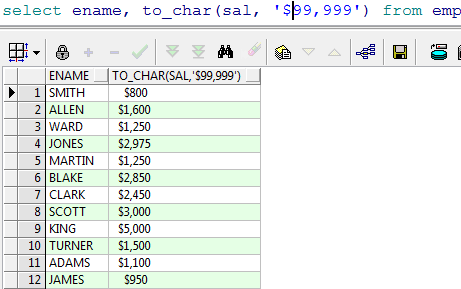 select ename, to_char(sal, '$99,999') from emp
ENAME TO_CHAR(SAL,'$99,999')
1 SMITH $800
2 ALLEN $1,600
3 WARD $1,250
4 JONES $2,975
5 MARTIN $1,250
6 BLAKE $2,850
7 CLARK $2,450
8 SCOTT $3,000
9 KING $5,000
10 TURNER $1,500
11 ADAMS $1,100
12 JAMES $950